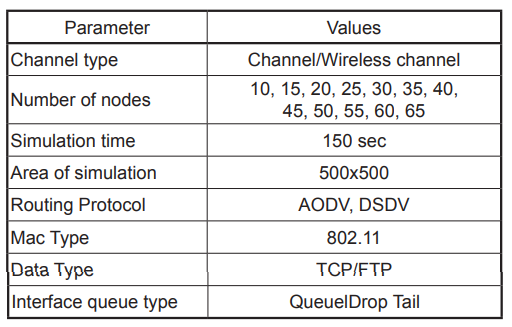 Parameter Values
Channel type Channel/Wireless channel
Number of nodes 10, 15, 20, 25, 30, 35, 40,
45, 50, 55, 60, 65
Simulation time 150 sec
Area of simulation 500x500
Routing Protocol AODV, DSDV
Mac Type 802.11
Data Type TCP/FTP
Interface queue type QueuelDrop Tail